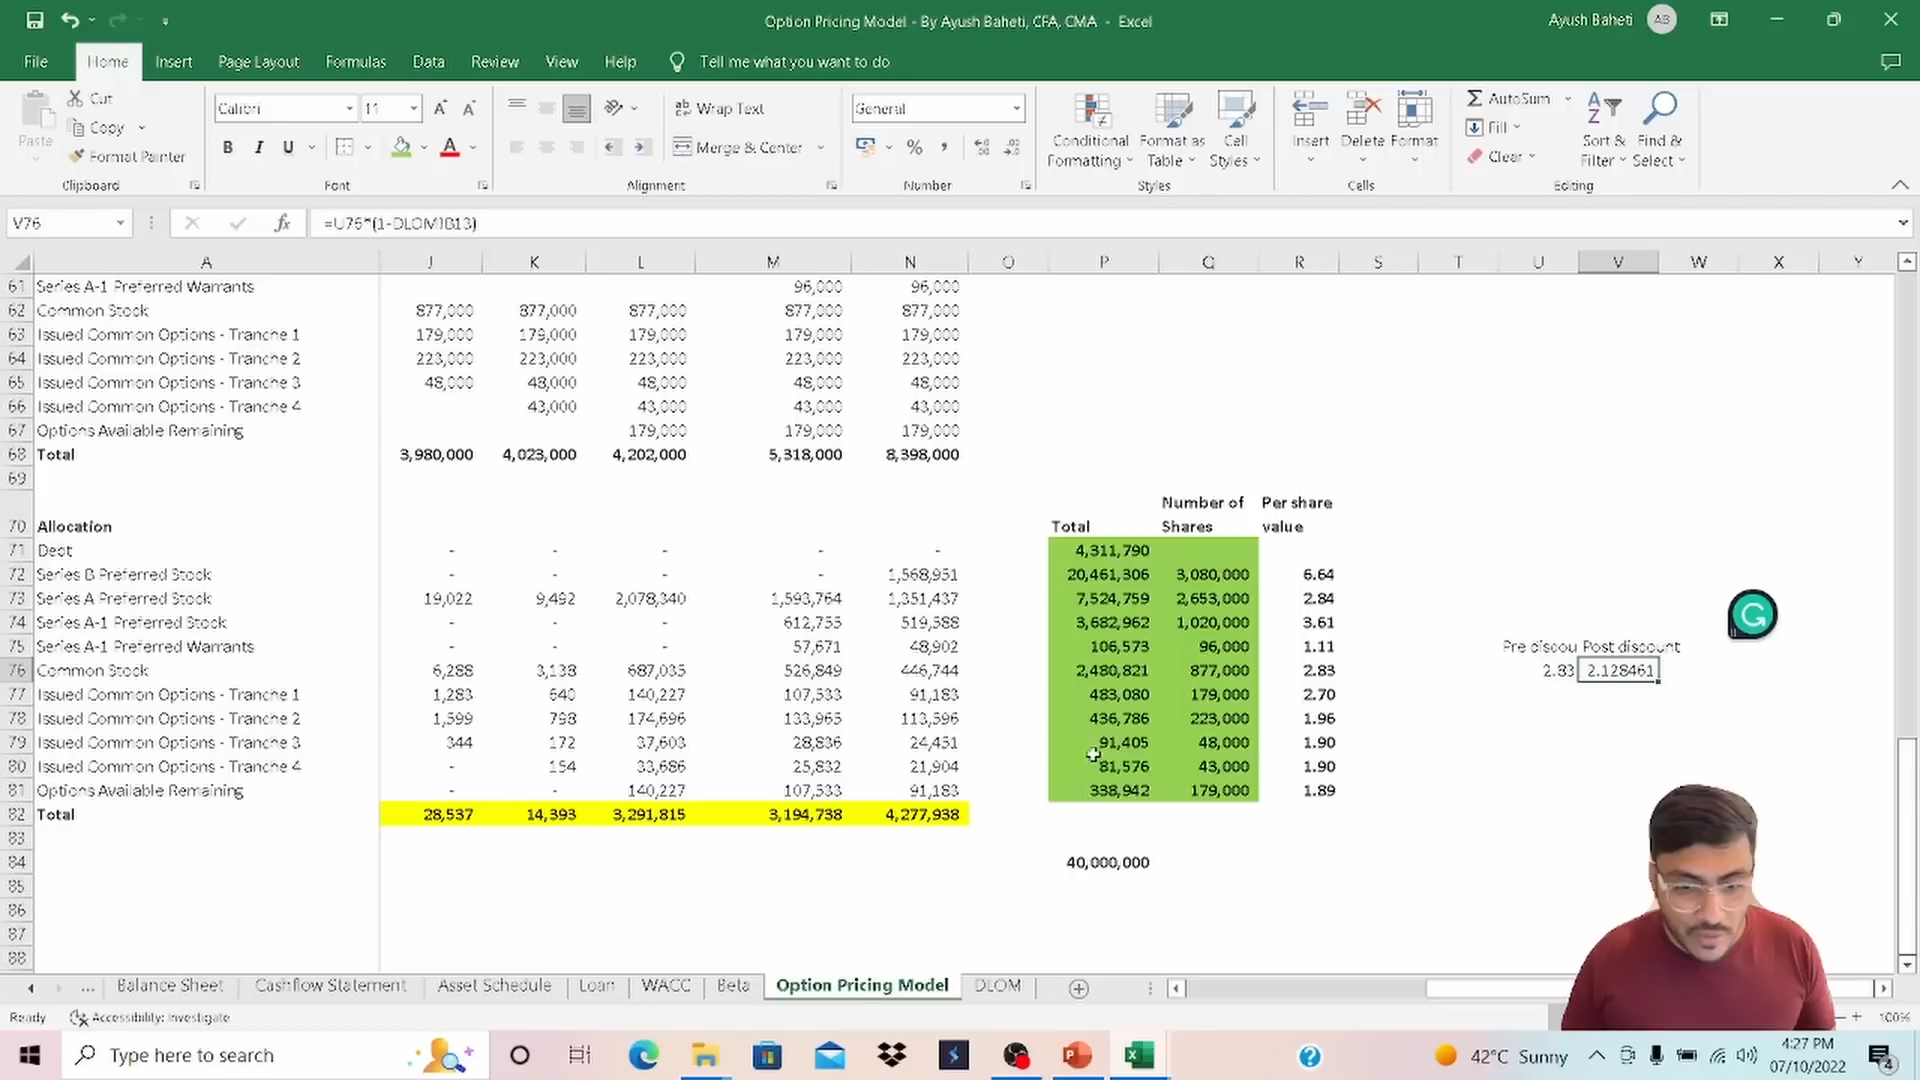 Option Pricing Model - By Ayush Baheti, CFA, CMA - Excel
Ayush Baheti AB
File Home Insert Page Layout Formulas Data Review View Help Tell me what you want to do
Paste Cut Copy Format Painter
Calibri 11
B I U A
Wrap Text
Merge & Center
General
% ,
Conditional Formatting Format as Table Cell Styles
Insert Delete Format
AutoSum Fill Clear
Sort & Filter Find & Select
Clipboard Font Alignment Number Styles Cells Editing
V76 fx =U76*(1-DLOM!B13)
A J K L M N O P Q R S T U V W X Y
61 Series A-1 Preferred Warrants 96,000 96,000
62 Common Stock 877,000 877,000 877,000 877,000 877,000
63 Issued Common Options - Tranche 1 179,000 179,000 179,000 179,000 179,000
64 Issued Common Options - Tranche 2 223,000 223,000 223,000 223,000 223,000
65 Issued Common Options - Tranche 3 48,000 48,000 48,000 48,000 48,000
66 Issued Common Options - Tranche 4 43,000 43,000 43,000 43,000
67 Options Available Remaining 179,000 179,000 179,000
68 Total 3,980,000 4,023,000 4,202,000 5,318,000 8,398,000
69
Number of Per share
70 Allocation Total Shares value
71 Debt - - - - - 4,311,790
72 Series B Preferred Stock - - - - 1,568,951 20,461,306 3,080,000 6.64
73 Series A Preferred Stock 19,022 9,492 2,078,340 1,593,764 1,351,437 7,524,759 2,653,000 2.84
74 Series A-1 Preferred Stock - - - 612,755 519,588 3,682,962 1,020,000 3.61
75 Series A-1 Preferred Warrants - - - 57,671 48,902 106,573 96,000 1.11 Pre discou Post discount
76 Common Stock 6,288 3,138 687,035 526,849 446,744 2,480,821 877,000 2.83 2.83 2.128461
77 Issued Common Options - Tranche 1 1,283 640 140,227 107,533 91,183 483,080 179,000 2.70
78 Issued Common Options - Tranche 2 1,599 798 174,696 133,965 113,596 436,786 223,000 1.96
79 Issued Common Options - Tranche 3 344 172 37,603 28,836 24,451 91,405 48,000 1.90
80 Issued Common Options - Tranche 4 - 154 33,686 25,832 21,904 81,576 43,000 1.90
81 Options Available Remaining - - 140,227 107,533 91,183 338,942 179,000 1.89
82 Total 28,537 14,393 3,291,815 3,194,738 4,277,938
83
84 40,000,000
85
86
87
88
... Balance Sheet Cashflow Statement Asset Schedule Loan WACC Beta Option Pricing Model DLOM
Ready Accessibility: Investigate 100%
Type here to search
42°C Sunny
4:27 PM
07/10/2022
4